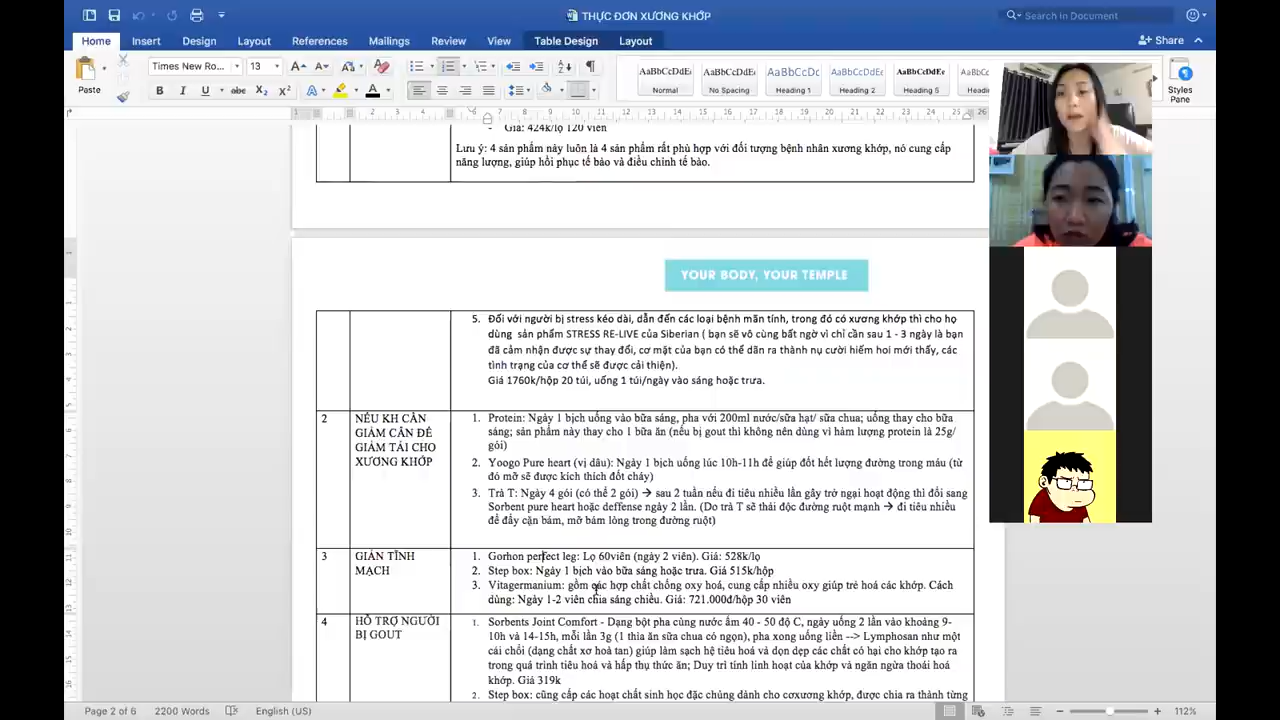 THỰC ĐƠN XƯƠNG KHỚP
Search in Document
Home Insert Design Layout References Mailings Review View Table Design Layout
Share
Paste
Times New Ro... 13
AaBbCcDdEe AaBbCcDdEe AaBbCcDc AaBbCcDdEe AaBbCcDdEe AaBbCcDdEe
Normal No Spacing Heading 1 Heading 2 Heading 5 Head
Styles
Pane
Giá: 424k/lọ 120 viên
Lưu ý: 4 sản phẩm này luôn là 4 sản phẩm rất phù hợp với đối tượng bệnh nhân xương khớp, nó cung cấp
năng lượng, giúp hồi phục tế bào và điều chỉnh tế bào.
YOUR BODY, YOUR TEMPLE
5. Đối với người bị stress kéo dài, dẫn đến các loại bệnh mãn tính, trong đó có xương khớp thì cho họ
dùng sản phẩm STRESS RE-LIVE của Siberian ( bạn sẽ vô cùng bất ngờ vì chỉ cần sau 1 - 3 ngày là bạn
đã cảm nhận được sự thay đổi, cơ mặt của bạn có thể dãn ra thành nụ cười hiếm hoi mới thấy, các
tình trạng của cơ thể sẽ được cải thiện).
Giá 1760k/hộp 20 túi, uống 1 túi/ngày vào sáng hoặc trưa.
2 NẾU KH CẦN
GIẢM CÂN ĐỂ
GIẢM TẢI CHO
XƯƠNG KHỚP
1. Protein: Ngày 1 bịch uống vào bữa sáng, pha với 200ml nước/sữa hạt/ sữa chua; uống thay cho bữa
sáng; sản phẩm này thay cho 1 bữa ăn (nếu bị gout thì không nên dùng vì hàm lượng protein là 25g/
gói)
2. Yoogo Pure heart (vị dâu): Ngày 1 bịch uống lúc 10h-11h để giúp đốt hết lượng đường trong máu (từ
đó mỡ sẽ được kích thích đốt cháy)
3. Trà T: Ngày 4 gói (có thể 2 gói) → sau 2 tuần nếu đi tiêu nhiều lần gây trở ngại hoạt động thì đổi sang
Sorbent pure heart hoặc deffense ngày 2 lần. (Do trà T sẽ thải độc đường ruột mạnh → đi tiêu nhiều
để đẩy cặn bám, mỡ bám lòng trong đường ruột)
3 GIÃN TĨNH
MẠCH
1. Gorhon perfect leg: Lọ 60viên (ngày 2 viên). Giá: 528k/lọ
2. Step box: Ngày 1 bịch vào bữa sáng hoặc trưa. Giá 515k/hộp
3. Vitagermanium: gồm các hợp chất chống oxy hoá, cung cấp nhiều oxy giúp trẻ hoá các khớp. Cách
dùng: Ngày 1-2 viên chia sáng chiều. Giá: 721.000đ/hộp 30 viên
4 HỖ TRỢ NGƯỜI
BỊ GOUT
1. Sorbents Joint Comfort - Dạng bột pha cùng nước ấm 40 - 50 độ C, ngày uống 2 lần vào khoảng 9-
10h và 14-15h, mỗi lần 3g (1 thìa ăn sữa chua có ngọn), pha xong uống liền --> Lymphosan như một
cái chổi (dạng chất xơ hoà tan) giúp làm sạch hệ tiêu hoá và dọn dẹp các chất có hại cho khớp tạo ra
trong quá trình tiêu hoá và hấp thụ thức ăn; Duy trì tính linh hoạt của khớp và ngăn ngừa thoái hoá
khớp. Giá 319k
2. Step box: cũng cấp các hoạt chất sinh học đặc chủng dành cho cơxương khớp, được chia ra thành từng
Page 2 of 6 2200 Words English (US) 112%